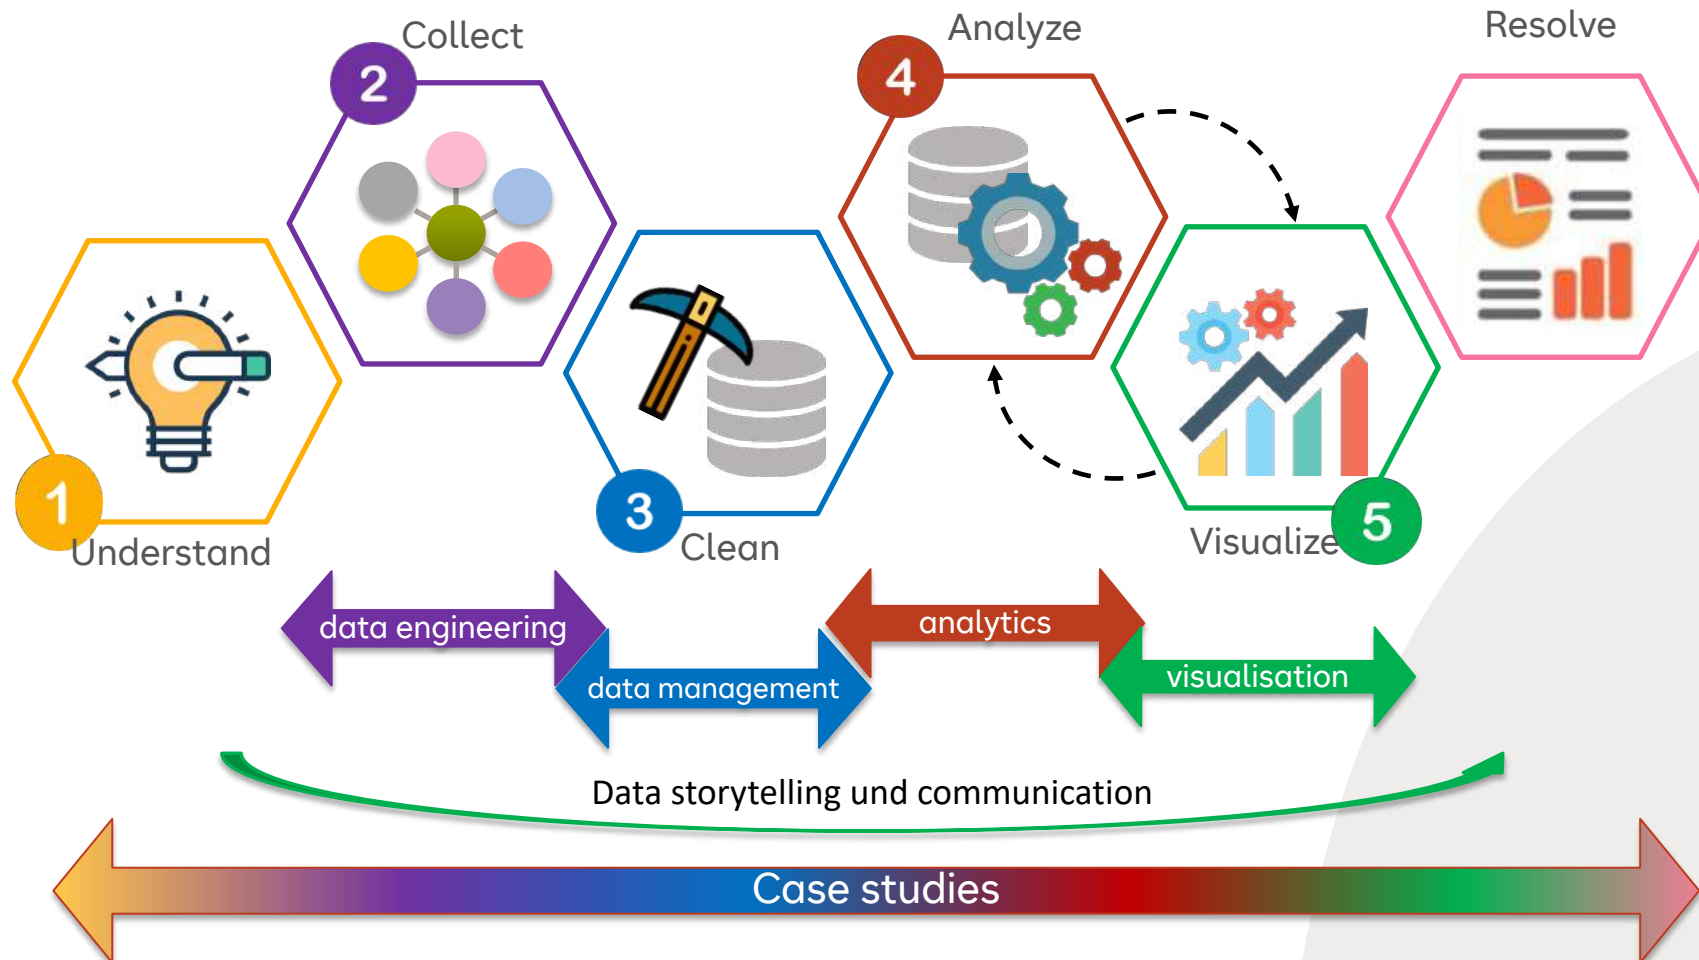 Collect
Analyze
Resolve
2
4
1
Understand
3
Clean
Visualize
5
data engineering
analytics
data management
visualisation
Data storytelling und communication
Case studies